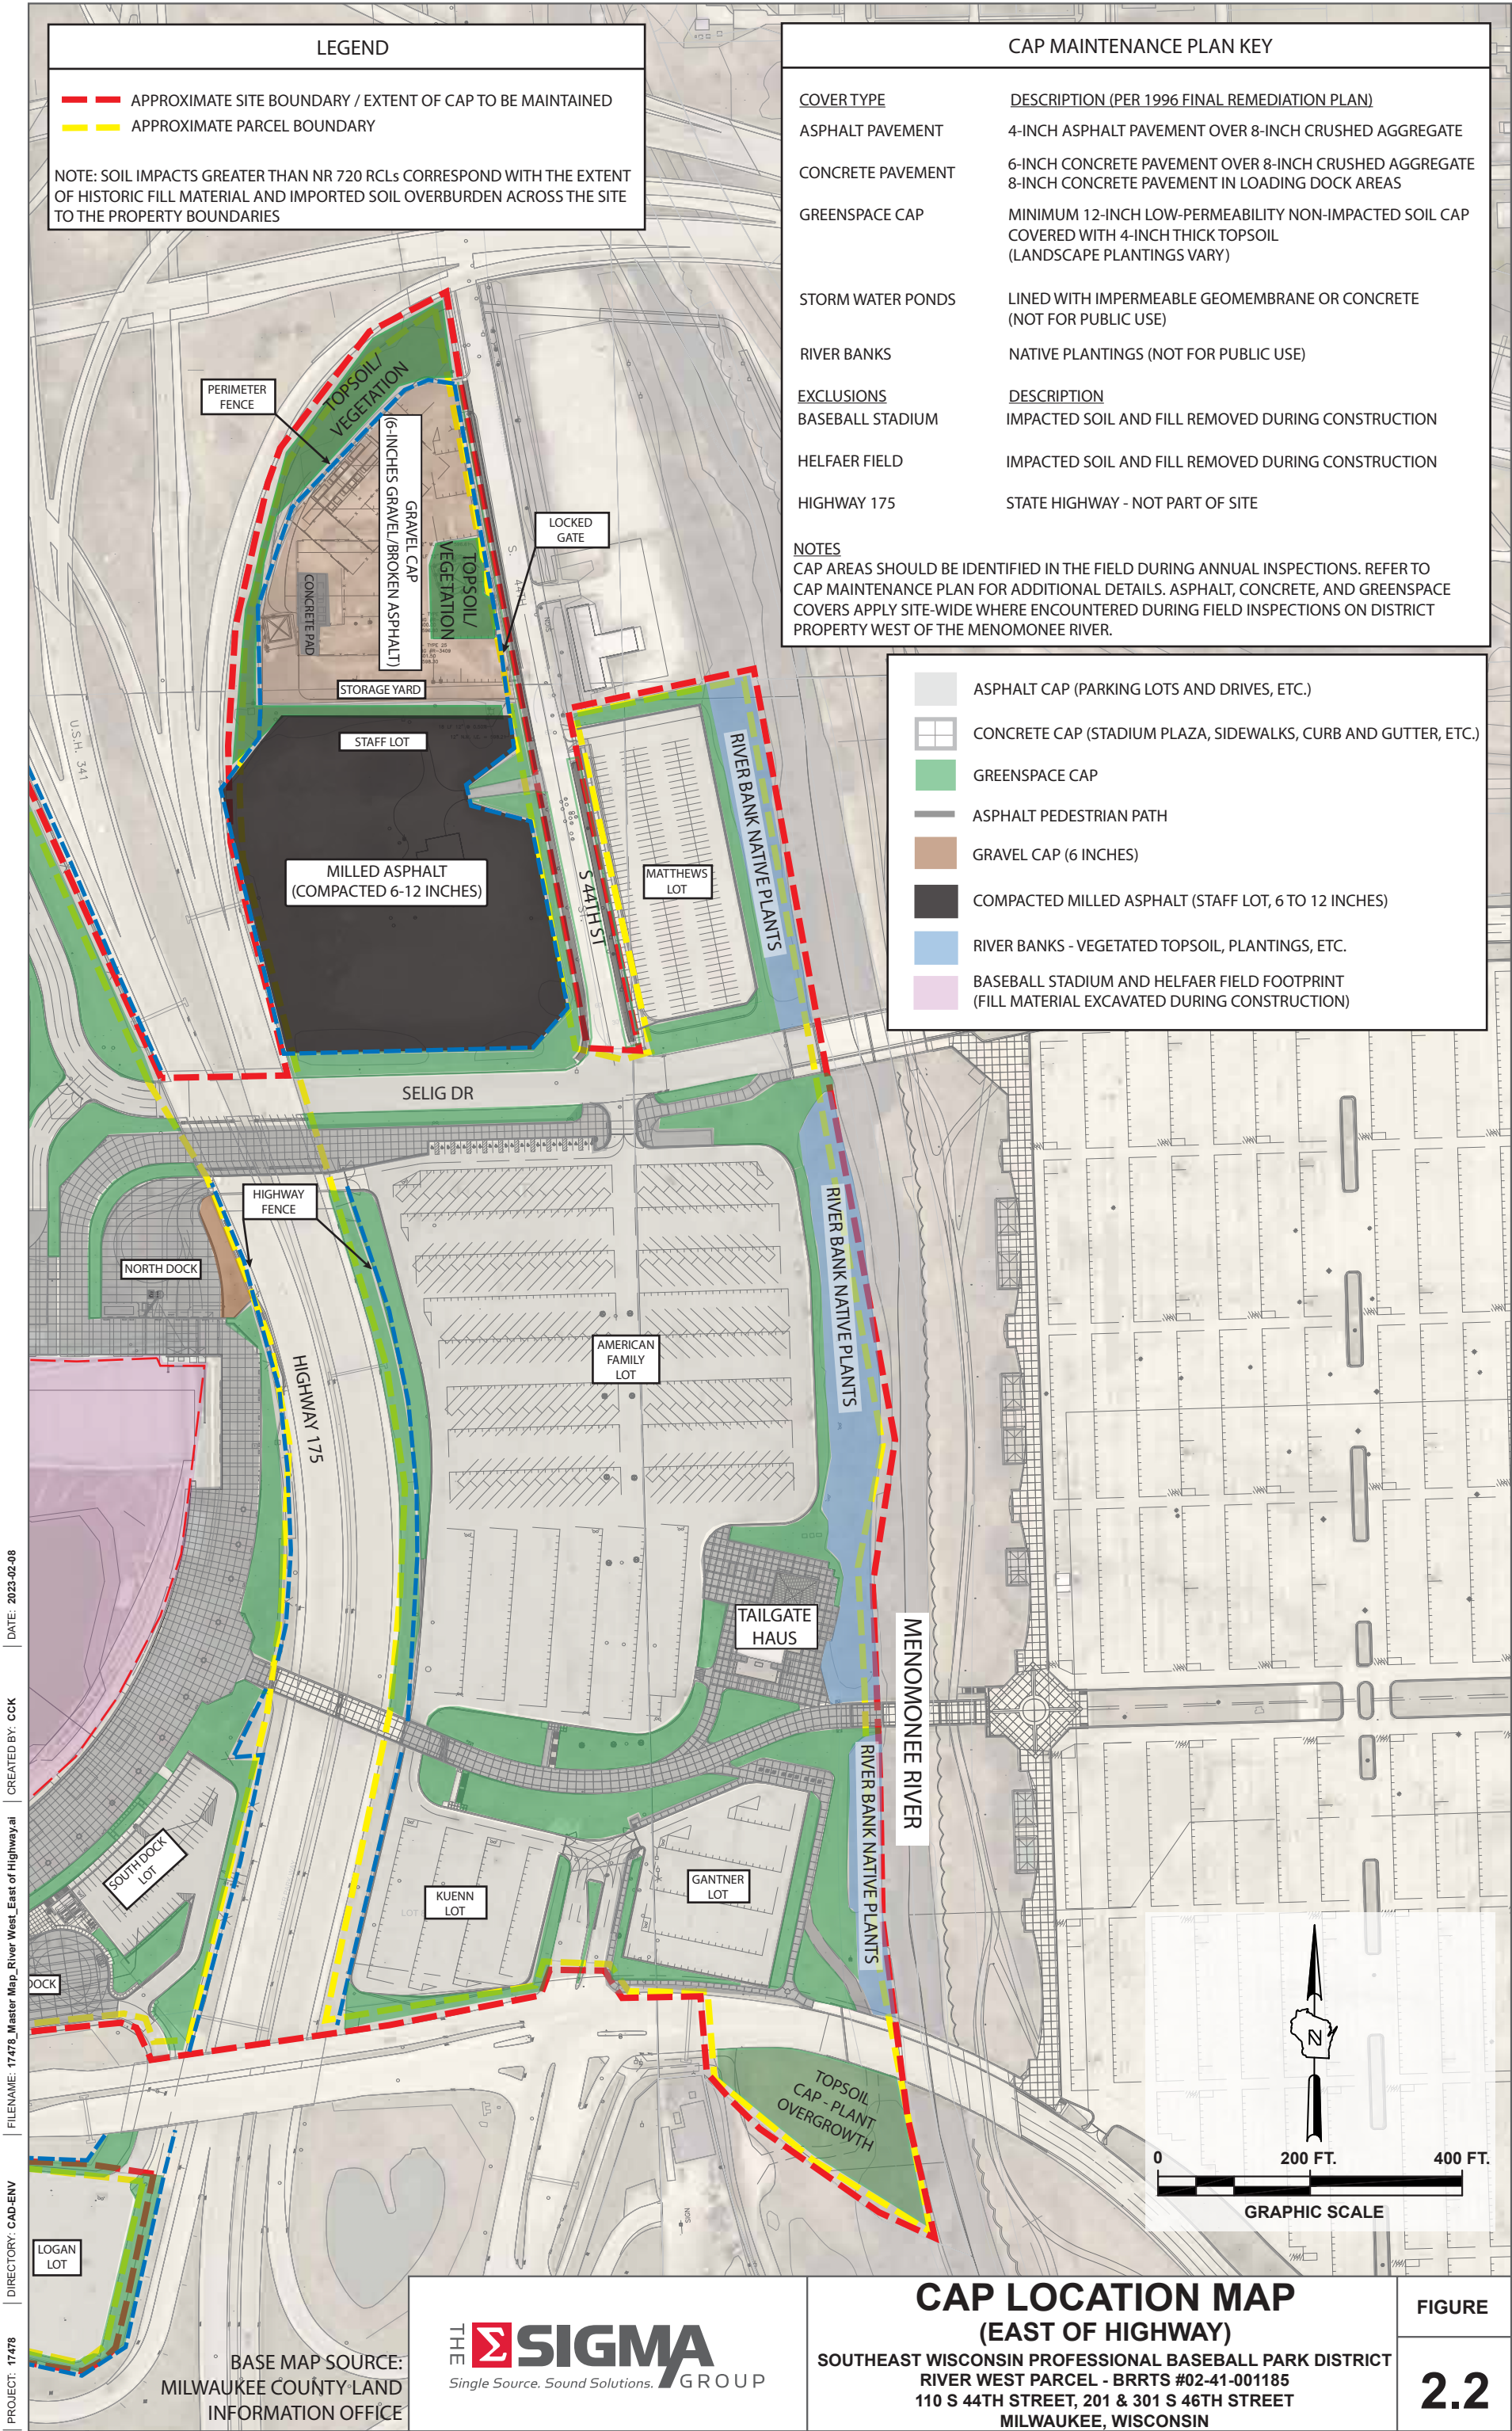 LEGEND
APPROXIMATE SITE BOUNDARY / EXTENT OF CAP TO BE MAINTAINED
APPROXIMATE PARCEL BOUNDARY
NOTE: SOIL IMPACTS GREATER THAN NR 720 RCLs CORRESPOND WITH THE EXTENT
OF HISTORIC FILL MATERIAL AND IMPORTED SOIL OVERBURDEN ACROSS THE SITE
TO THE PROPERTY BOUNDARIES
CAP MAINTENANCE PLAN KEY
COVER TYPE DESCRIPTION (PER 1996 FINAL REMEDIATION PLAN)
ASPHALT PAVEMENT 4-INCH ASPHALT PAVEMENT OVER 8-INCH CRUSHED AGGREGATE
CONCRETE PAVEMENT 6-INCH CONCRETE PAVEMENT OVER 8-INCH CRUSHED AGGREGATE
8-INCH CONCRETE PAVEMENT IN LOADING DOCK AREAS
GREENSPACE CAP MINIMUM 12-INCH LOW-PERMEABILITY NON-IMPACTED SOIL CAP
COVERED WITH 4-INCH THICK TOPSOIL
(LANDSCAPE PLANTINGS VARY)
STORM WATER PONDS LINED WITH IMPERMEABLE GEOMEMBRANE OR CONCRETE
(NOT FOR PUBLIC USE)
RIVER BANKS NATIVE PLANTINGS (NOT FOR PUBLIC USE)
EXCLUSIONS DESCRIPTION
BASEBALL STADIUM IMPACTED SOIL AND FILL REMOVED DURING CONSTRUCTION
HELFAER FIELD IMPACTED SOIL AND FILL REMOVED DURING CONSTRUCTION
HIGHWAY 175 STATE HIGHWAY - NOT PART OF SITE
NOTES
CAP AREAS SHOULD BE IDENTIFIED IN THE FIELD DURING ANNUAL INSPECTIONS. REFER TO
CAP MAINTENANCE PLAN FOR ADDITIONAL DETAILS. ASPHALT, CONCRETE, AND GREENSPACE
COVERS APPLY SITE-WIDE WHERE ENCOUNTERED DURING FIELD INSPECTIONS ON DISTRICT
PROPERTY WEST OF THE MENOMONEE RIVER.
ASPHALT CAP (PARKING LOTS AND DRIVES, ETC.)
CONCRETE CAP (STADIUM PLAZA, SIDEWALKS, CURB AND GUTTER, ETC.)
GREENSPACE CAP
ASPHALT PEDESTRIAN PATH
GRAVEL CAP (6 INCHES)
COMPACTED MILLED ASPHALT (STAFF LOT, 6 TO 12 INCHES)
RIVER BANKS - VEGETATED TOPSOIL, PLANTINGS, ETC.
BASEBALL STADIUM AND HELFAER FIELD FOOTPRINT
(FILL MATERIAL EXCAVATED DURING CONSTRUCTION)
PERIMETER
FENCE
TOPSOIL/
VEGETATION
GRAVEL CAP
(6-INCHES GRAVEL/BROKEN ASPHALT)
LOCKED
GATE
TOPSOIL/
VEGETATION
CONCRETE PAD
STORAGE YARD
S. 44TH
STAFF LOT
U.S.H. 341
MILLED ASPHALT
(COMPACTED 6-12 INCHES)
S 44TH ST
MATTHEWS
LOT
RIVER BANK NATIVE PLANTS
SELIG DR
HIGHWAY
FENCE
NORTH DOCK
RIVER BANK NATIVE PLANTS
AMERICAN
FAMILY
LOT
HIGHWAY 175
TAILGATE
HAUS
MENOMONEE RIVER
RIVER BANK NATIVE PLANTS
SOUTH DOCK
LOT
KUENN
LOT
GANTNER
LOT
DOCK
TOPSOIL
CAP - PLANT
OVERGROWTH
LOGAN
LOT
N
0 200 FT. 400 FT.
GRAPHIC SCALE
BASE MAP SOURCE:
MILWAUKEE COUNTY LAND
INFORMATION OFFICE
THE Σ SIGMA GROUP
Single Source. Sound Solutions.
CAP LOCATION MAP
(EAST OF HIGHWAY)
SOUTHEAST WISCONSIN PROFESSIONAL BASEBALL PARK DISTRICT
RIVER WEST PARCEL - BRRTS #02-41-001185
110 S 44TH STREET, 201 & 301 S 46TH STREET
MILWAUKEE, WISCONSIN
FIGURE
2.2
PROJECT: 17478 DIRECTORY: CAD-ENV FILENAME: 17478_Master Map_River West_East of Highway.ai CREATED BY: CCK DATE: 2023-02-08